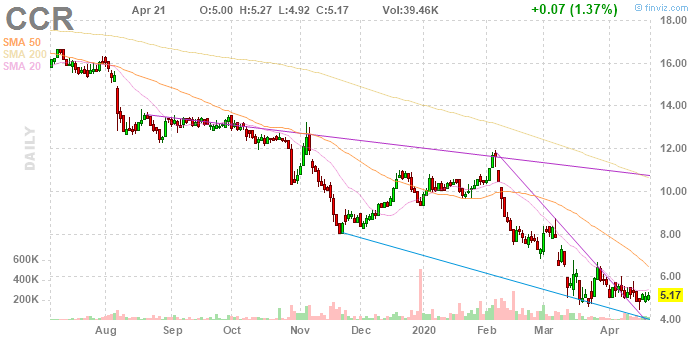 CCR
Apr 21 O:5.00 H:5.27 L:4.92 C:5.17 Vol:39.46K +0.07 (1.37%)
© finviz.com
SMA 50
SMA 200
SMA 20
DAILY
18.00
16.00
14.00
12.00
10.00
8.00
6.00
5.17
4.00
600K
400K
200K
Aug Sep Oct Nov Dec 2020 Feb Mar Apr